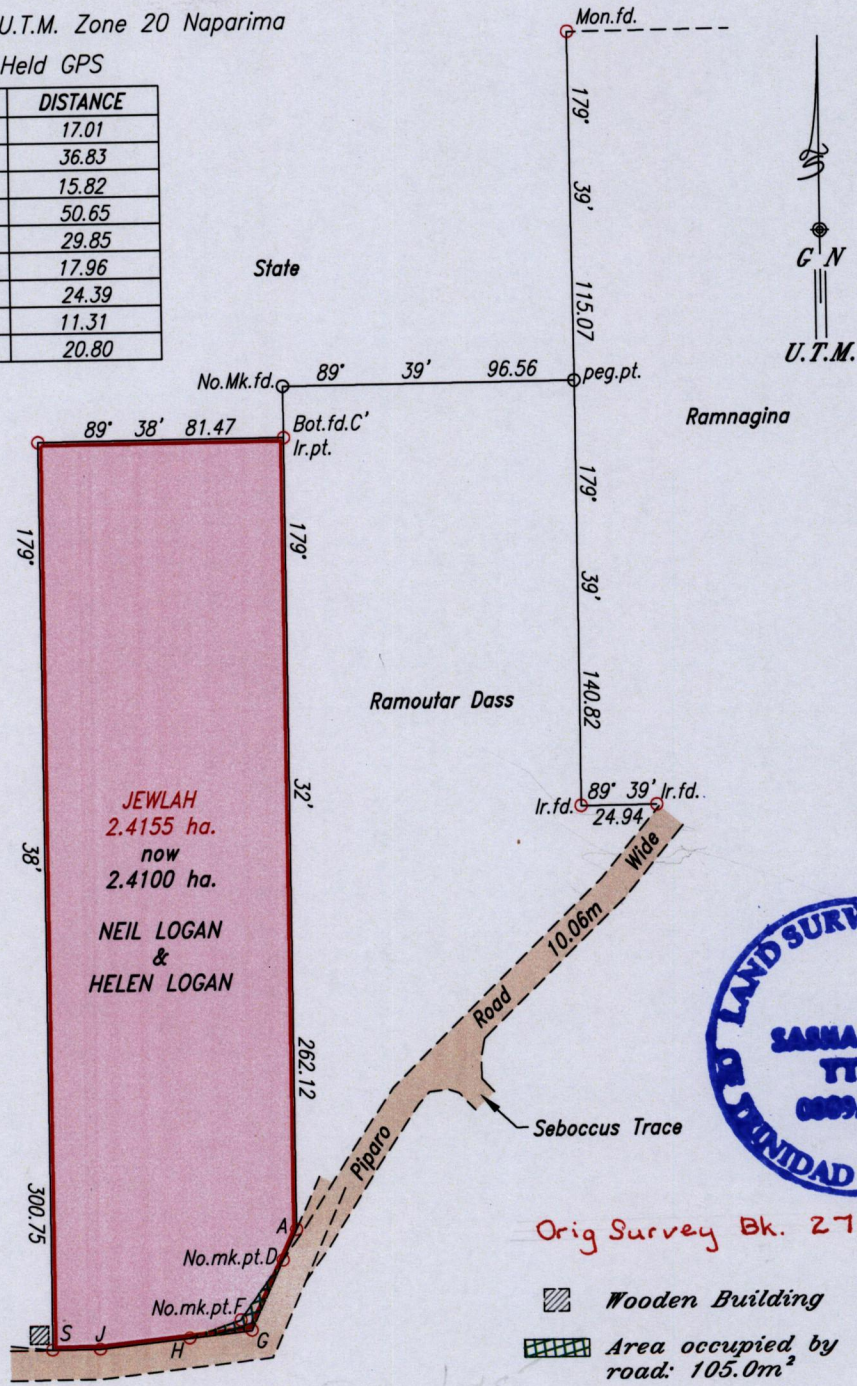 U.T.M. Zone 20 Naparima
Held GPS
DISTANCE
17.01
36.83
15.82
50.65
29.85
17.96
24.39
11.31
20.80
Mon.fd.
179° 39' 115.07
G N
U.T.M.
State
No.Mk.fd.
89° 39' 96.56
peg.pt.
Ramnagina
89° 38' 81.47
Bot.fd.C'
Ir.pt.
179° 38' 300.75
179° 32' 262.12
179° 39' 140.82
Ramoutar Dass
Ir.fd.
89° 39'
24.94
Ir.fd.
JEWLAH
2.4155 ha.
now
2.4100 ha.
NEIL LOGAN
&
HELEN LOGAN
Piparo Road 10.06m Wide
Seboccus Trace
LAND SURV
SASHA
TT
TRINIDAD
A
No.mk.pt.D
No.mk.pt.F
G
H
J
S
Orig Survey Bk. 27
Wooden Building
Area occupied by
road: 105.0m²